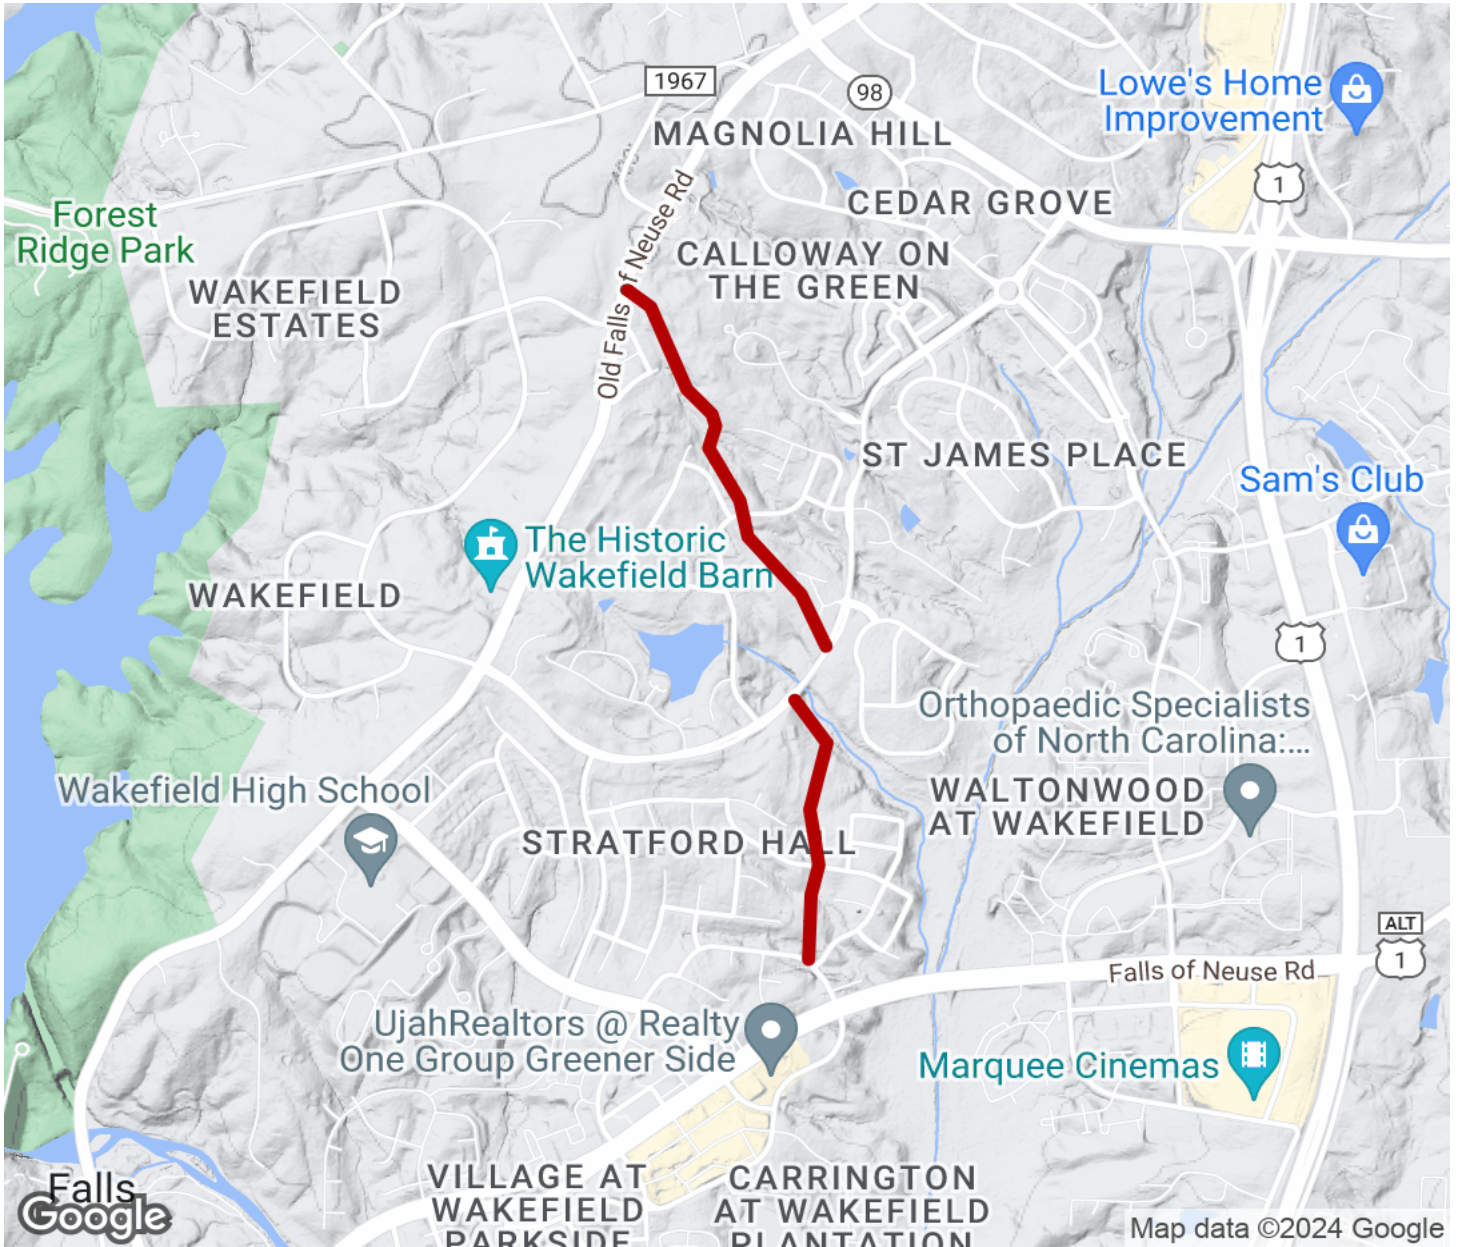 1967
98
Lowe's Home
Improvement
MAGNOLIA HILL
1
CEDAR GROVE
Forest
Ridge Park
Old Falls of Neuse Rd
CALLOWAY ON
THE GREEN
WAKEFIELD
ESTATES
ST JAMES PLACE
Sam's Club
The Historic
Wakefield Barn
WAKEFIELD
1
Orthopaedic Specialists
of North Carolina:...
Wakefield High School
WALTONWOOD
AT WAKEFIELD
STRATFORD HALL
ALT
1
Falls of Neuse Rd
UjahRealtors @ Realty
One Group Greener Side
Marquee Cinemas
VILLAGE AT
WAKEFIELD
PARKSIDE
CARRINGTON
AT WAKEFIELD
PLANTATION
Falls
Google
Map data ©2024 Google